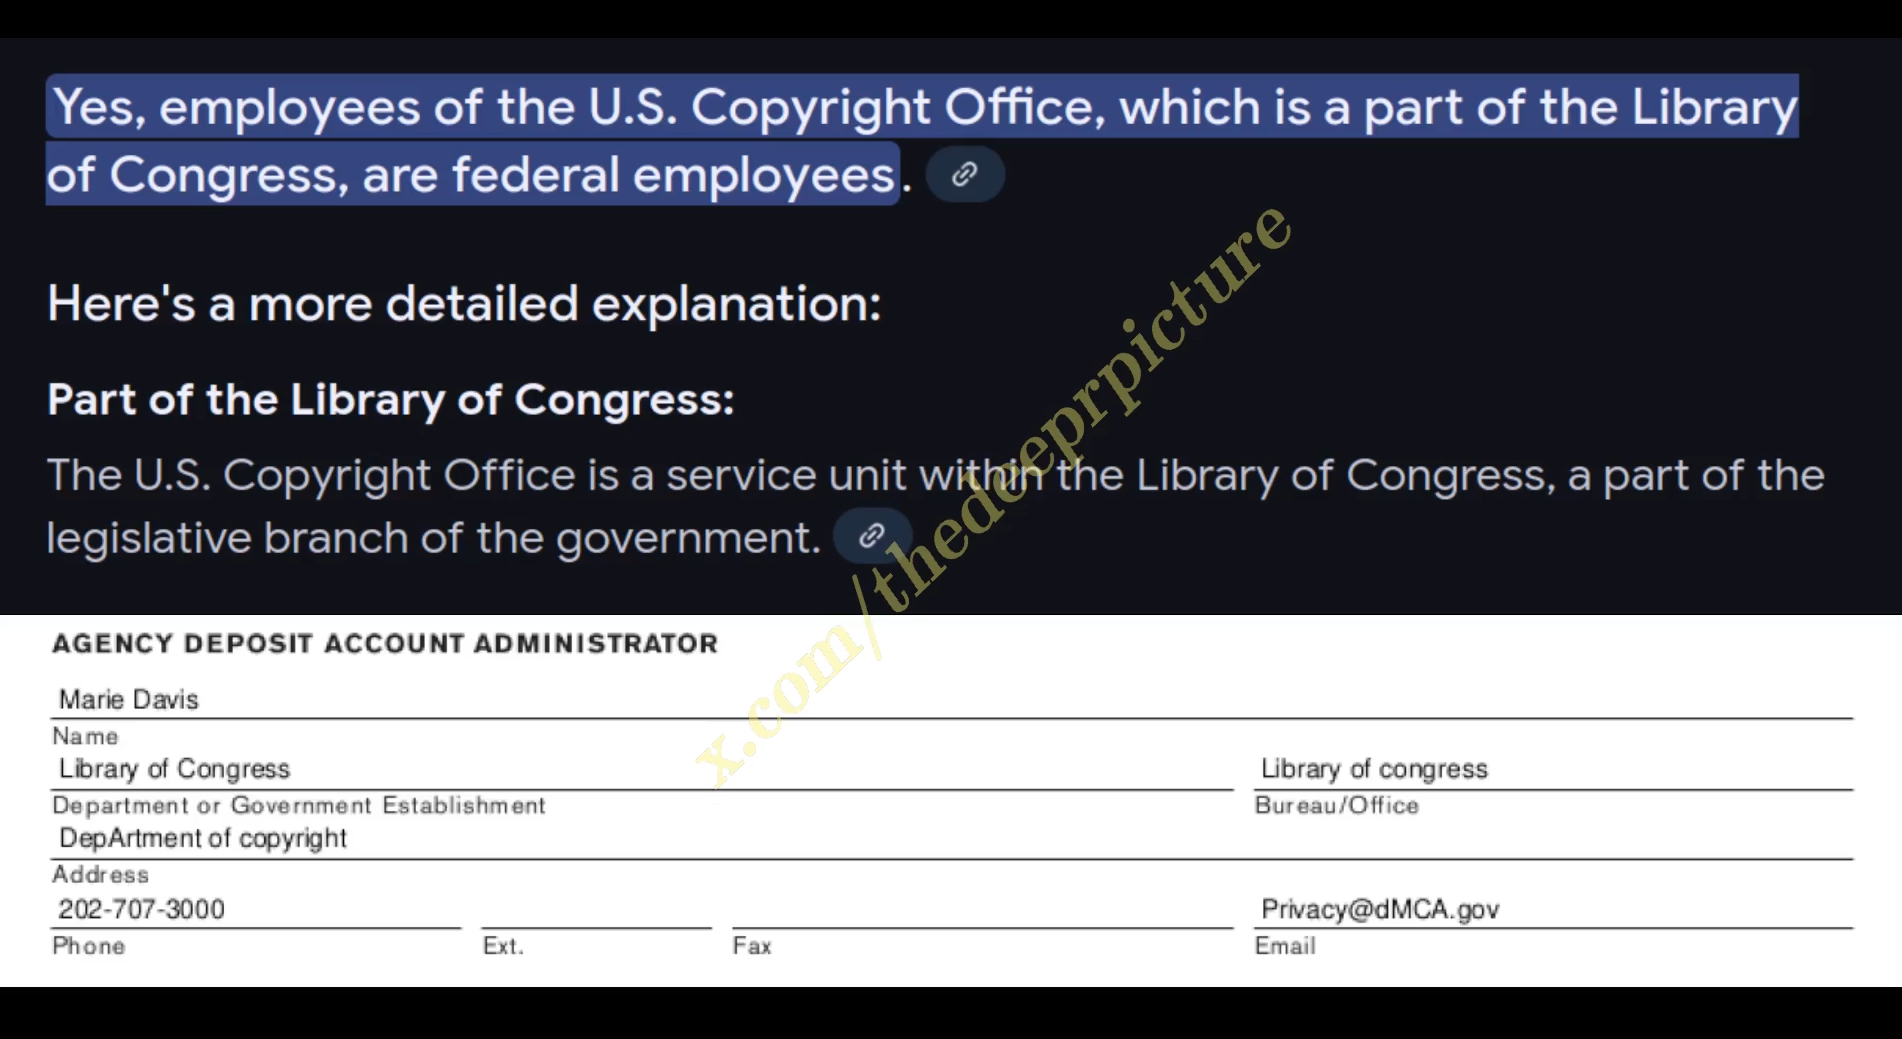 Yes, employees of the U.S. Copyright Office, which is a part of the Library
of Congress, are federal employees.
Here's a more detailed explanation:
Part of the Library of Congress:
The U.S. Copyright Office is a service unit within the Library of Congress, a part of the
legislative branch of the government.
x.com/thedeeprpicture
AGENCY DEPOSIT ACCOUNT ADMINISTRATOR
Marie Davis
Name
Library of Congress Library of congress
Department or Government Establishment Bureau/Office
DepArtment of copyright
Address
202-707-3000 Privacy@dMCA.gov
Phone Ext. Fax Email